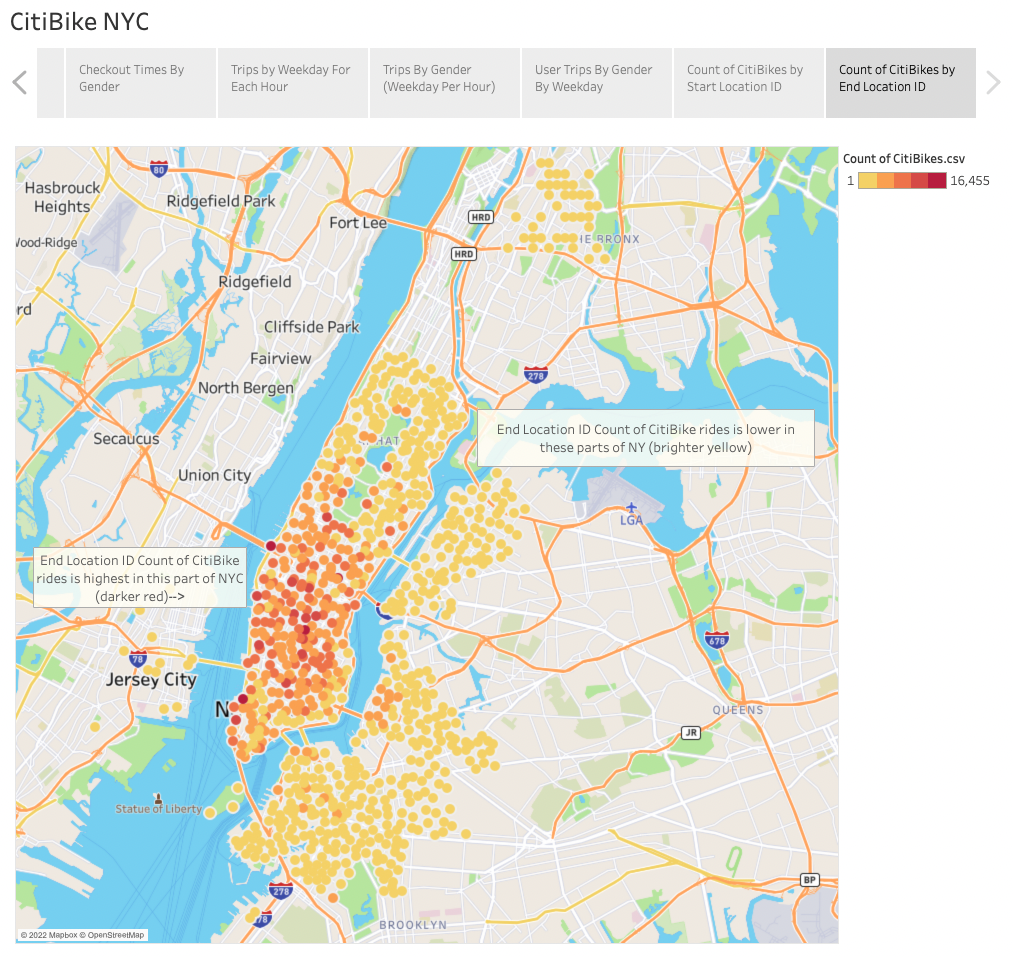 CitiBike NYC
Checkout Times By
Gender
Trips by Weekday For
Each Hour
Trips By Gender
(Weekday Per Hour)
User Trips By Gender
By Weekday
Count of CitiBikes by
Start Location ID
Count of CitiBikes by
End Location ID
Count of CitiBikes.csv
1 16,455
80
Hasbrouck
Heights
Ridgefield Park
Fort Lee
HRD
Wood-Ridge
HE BRONX
HRD
Ridgefield
rd
Cliffside Park
Fairview
278
North Bergen
End Location ID Count of CitiBike rides is lower in
these parts of NY (brighter yellow)
Secaucus
HAT
Union City
LGA
End Location ID Count of CitiBike
rides is highest in this part of NYC
(darker red)-->
678
78
Jersey City
N
QUEENS
JR
Statue of Liberty
BP
278
78
BROOKLYN
© 2022 Mapbox © OpenStreetMap